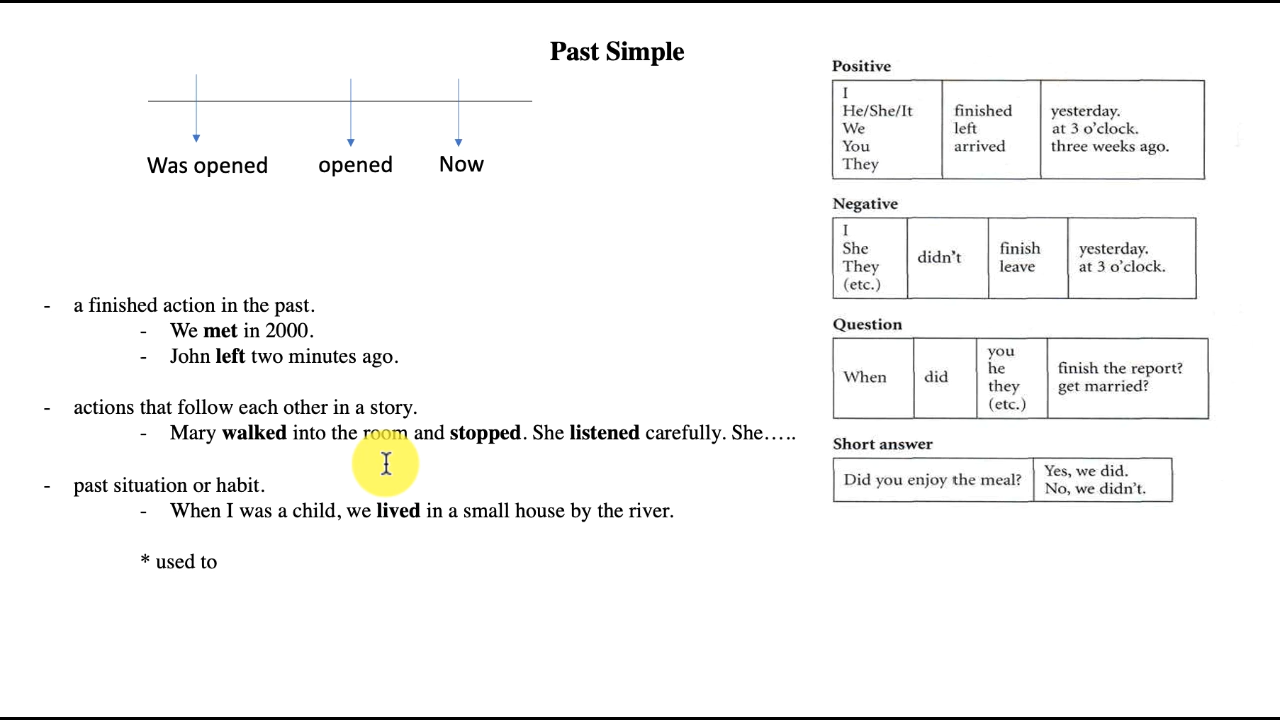 Past Simple
Was opened opened Now
- a finished action in the past.
- We met in 2000.
- John left two minutes ago.
- actions that follow each other in a story.
- Mary walked into the room and stopped. She listened carefully. She…..
- past situation or habit.
- When I was a child, we lived in a small house by the river.
* used to
Positive
I
He/She/It finished yesterday.
We left at 3 o'clock.
You arrived three weeks ago.
They
Negative
I
She finish yesterday.
didn't
They leave at 3 o'clock.
(etc.)
Question
you
he finish the report?
When did
they get married?
(etc.)
Short answer
Did you enjoy the meal? Yes, we did.
No, we didn't.